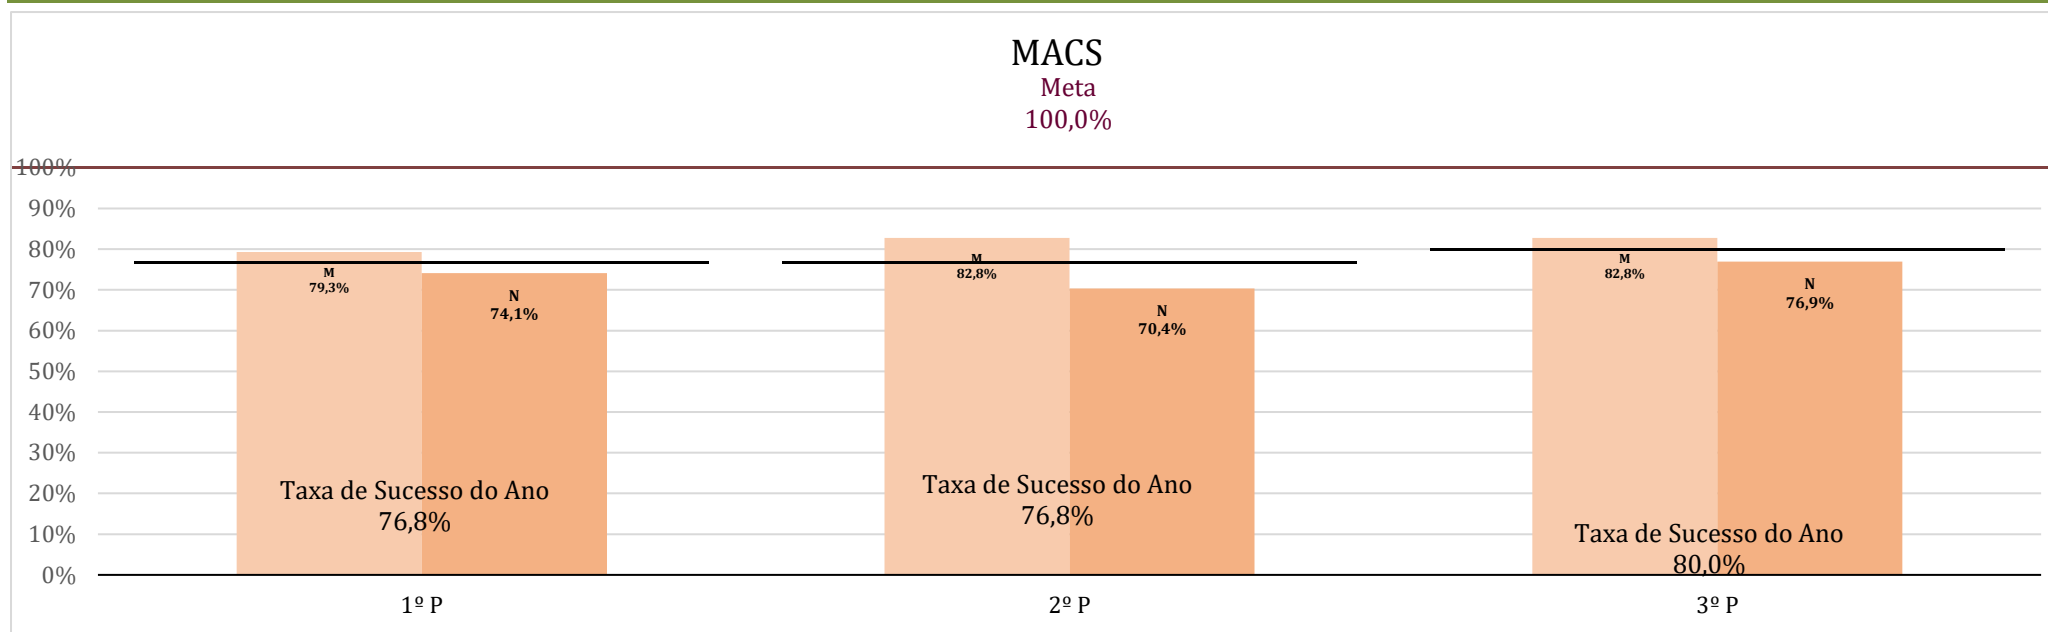 MACS
Meta
100,0%
100%
90%
80%
70%
60%
50%
40%
30%
20%
10%
0%
M
79,3%
N
74,1%
Taxa de Sucesso do Ano
76,8%
M
82,8%
N
70,4%
Taxa de Sucesso do Ano
76,8%
M
82,8%
N
76,9%
Taxa de Sucesso do Ano
80,0%
1º P
2º P
3º P